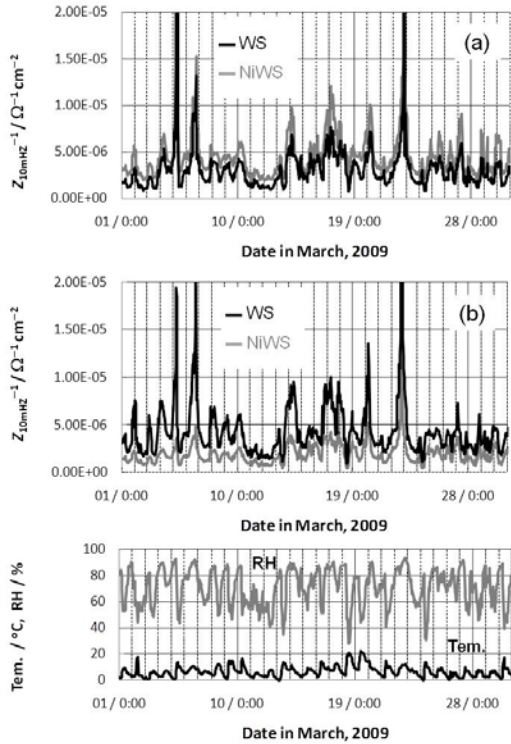 2.00E-05
(a)
WS
NiWS
1.50E-05
1.00E-05
5.00E-06
0.00E+00
Z10mHZ−1 / Ω−1 cm−2
01 / 0:00 10 / 0:00 19 / 0:00 28 / 0:00
Date in March, 2009
2.00E-05
(b)
WS
NiWS
1.50E-05
1.00E-05
5.00E-06
0.00E+00
Z10mHZ−1 / Ω−1 cm−2
01 / 0:00 10 / 0:00 19 / 0:00 28 / 0:00
Date in March, 2009
100
RH
80
60
40
Tem.
20
0
Tem. / °C, RH / %
01 / 0:00 10 / 0:00 19 / 0:00 28 / 0:00
Date in March, 2009